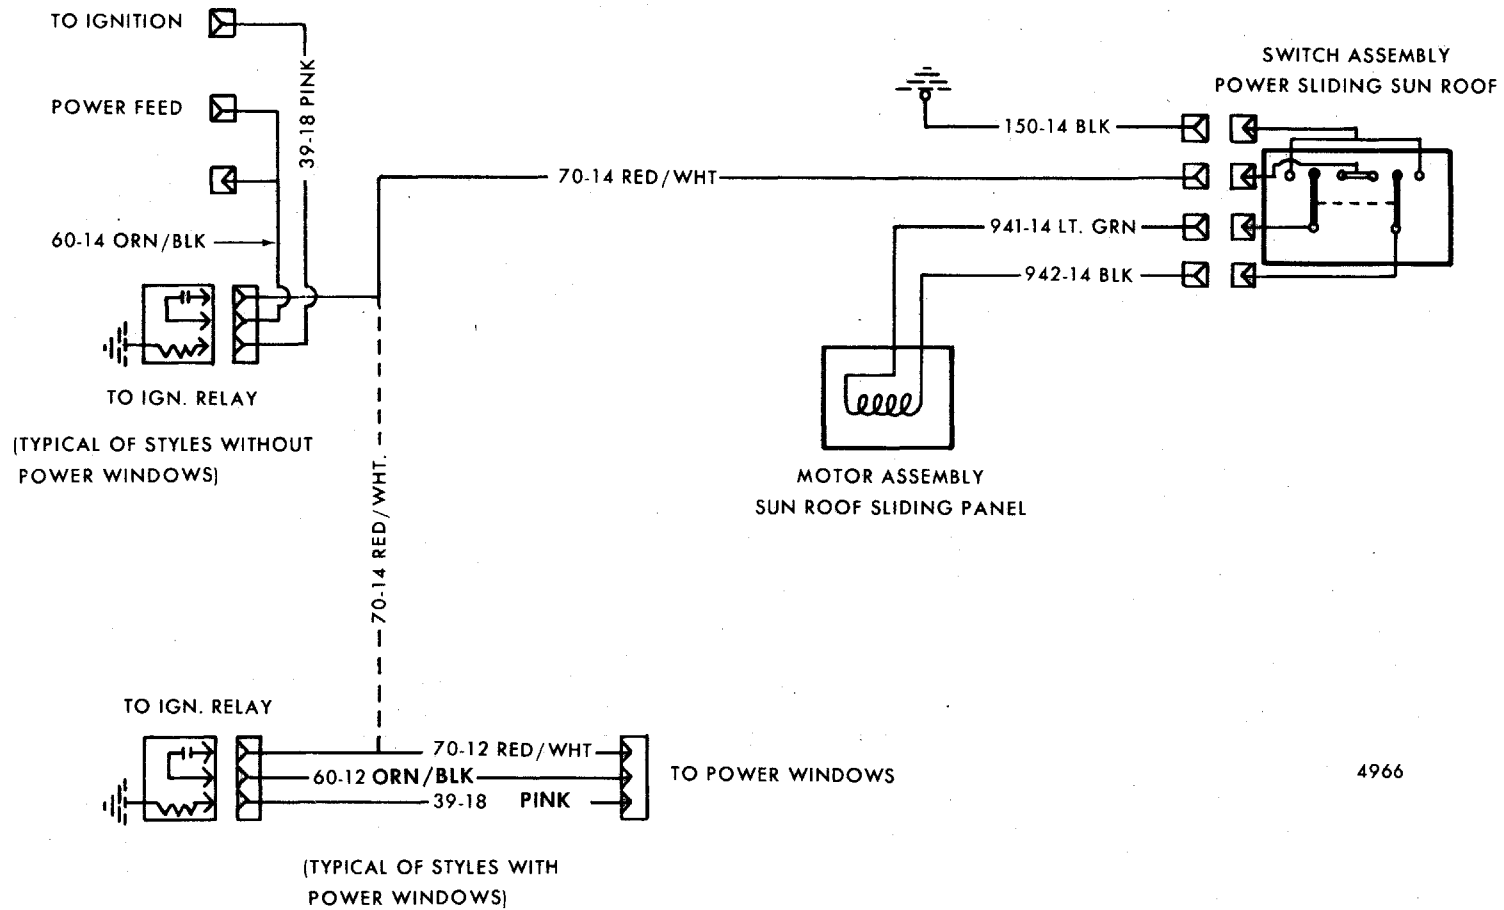 TO IGNITION
POWER FEED
39-18 PINK
60-14 ORN/BLK
TO IGN. RELAY
(TYPICAL OF STYLES WITHOUT
POWER WINDOWS)
70-14 RED/WHT
150-14 BLK
SWITCH ASSEMBLY
POWER SLIDING SUN ROOF
941-14 LT. GRN
942-14 BLK
MOTOR ASSEMBLY
SUN ROOF SLIDING PANEL
70-14 RED/WHT.
TO IGN. RELAY
70-12 RED/WHT
60-12 ORN/BLK
39-18 PINK
TO POWER WINDOWS
(TYPICAL OF STYLES WITH
POWER WINDOWS)
4966